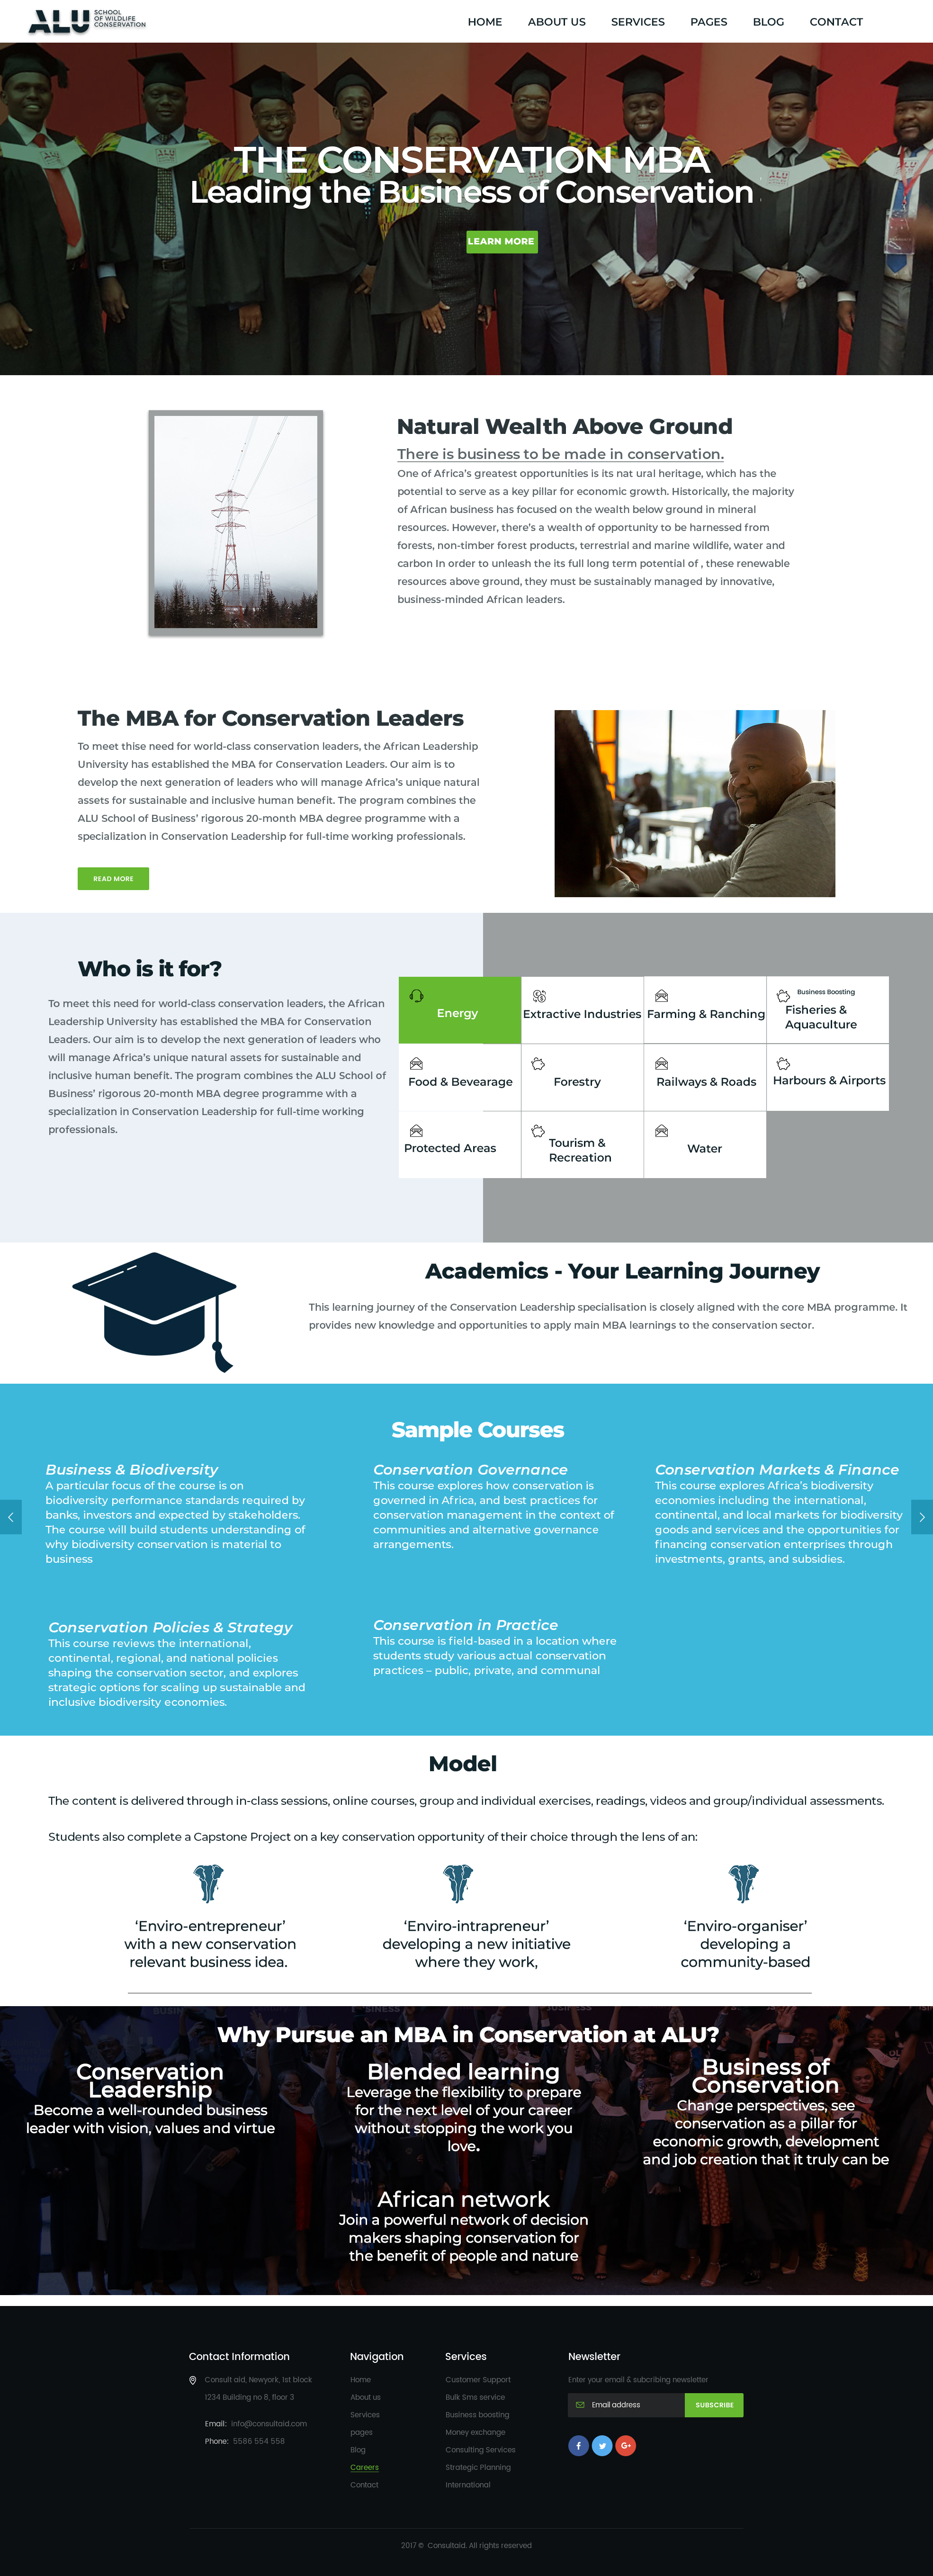 ALU SCHOOL
OF WILDLIFE
CONSERVATION
HOME ABOUT US SERVICES PAGES BLOG CONTACT
THE CONSERVATION MBA
Leading the Business of Conservation
LEARN MORE
Natural Wealth Above Ground
There is business to be made in conservation.
One of Africa's greatest opportunities is its nat ural heritage, which has the
potential to serve as a key pillar for economic growth. Historically, the majority
of African business has focused on the wealth below ground in mineral
resources. However, there's a wealth of opportunity to be harnessed from
forests, non-timber forest products, terrestrial and marine wildlife, water and
carbon In order to unleash the its full long term potential of , these renewable
resources above ground, they must be sustainably managed by innovative,
business-minded African leaders.
The MBA for Conservation Leaders
To meet thise need for world-class conservation leaders, the African Leadership
University has established the MBA for Conservation Leaders. Our aim is to
develop the next generation of leaders who will manage Africa's unique natural
assets for sustainable and inclusive human benefit. The program combines the
ALU School of Business' rigorous 20-month MBA degree programme with a
specialization in Conservation Leadership for full-time working professionals.
READ MORE
Who is it for?
To meet this need for world-class conservation leaders, the African
Leadership University has established the MBA for Conservation
Leaders. Our aim is to develop the next generation of leaders who
will manage Africa's unique natural assets for sustainable and
inclusive human benefit. The program combines the ALU School of
Business' rigorous 20-month MBA degree programme with a
specialization in Conservation Leadership for full-time working
professionals.
Energy
Extractive Industries
Farming & Ranching
Business Boosting
Fisheries &
Aquaculture
Food & Bevearage
Forestry
Railways & Roads
Harbours & Airports
Protected Areas
Tourism &
Recreation
Water
Academics - Your Learning Journey
This learning journey of the Conservation Leadership specialisation is closely aligned with the core MBA programme. It
provides new knowledge and opportunities to apply main MBA learnings to the conservation sector.
Sample Courses
Business & Biodiversity
A particular focus of the course is on
biodiversity performance standards required by
banks, investors and expected by stakeholders.
The course will build students understanding of
why biodiversity conservation is material to
business
Conservation Governance
This course explores how conservation is
governed in Africa, and best practices for
conservation management in the context of
communities and alternative governance
arrangements.
Conservation Markets & Finance
This course explores Africa's biodiversity
economies including the international,
continental, and local markets for biodiversity
goods and services and the opportunities for
financing conservation enterprises through
investments, grants, and subsidies.
Conservation Policies & Strategy
This course reviews the international,
continental, regional, and national policies
shaping the conservation sector, and explores
strategic options for scaling up sustainable and
inclusive biodiversity economies.
Conservation in Practice
This course is field-based in a location where
students study various actual conservation
practices – public, private, and communal
Model
The content is delivered through in-class sessions, online courses, group and individual exercises, readings, videos and group/individual assessments.
Students also complete a Capstone Project on a key conservation opportunity of their choice through the lens of an:
'Enviro-entrepreneur'
with a new conservation
relevant business idea.
'Enviro-intrapreneur'
developing a new initiative
where they work,
'Enviro-organiser'
developing a
community-based
Why Pursue an MBA in Conservation at ALU?
Conservation
Leadership
Become a well-rounded business
leader with vision, values and virtue
Blended learning
Leverage the flexibility to prepare
for the next level of your career
without stopping the work you
love.
Business of
Conservation
Change perspectives, see
conservation as a pillar for
economic growth, development
and job creation that it truly can be
African network
Join a powerful network of decision
makers shaping conservation for
the benefit of people and nature
Contact Information
Consult aid, Newyork, 1st block
1234 Building no 8, floor 3
Email: info@consultaid.com
Phone: 5586 554 558
Navigation
Home
About us
Services
pages
Blog
Careers
Contact
Services
Customer Support
Bulk Sms service
Business boosting
Money exchange
Consulting Services
Strategic Planning
International
Newsletter
Enter your email & subcribing newsletter
Email address SUBSCRIBE
2017 © Consultaid. All rights reserved